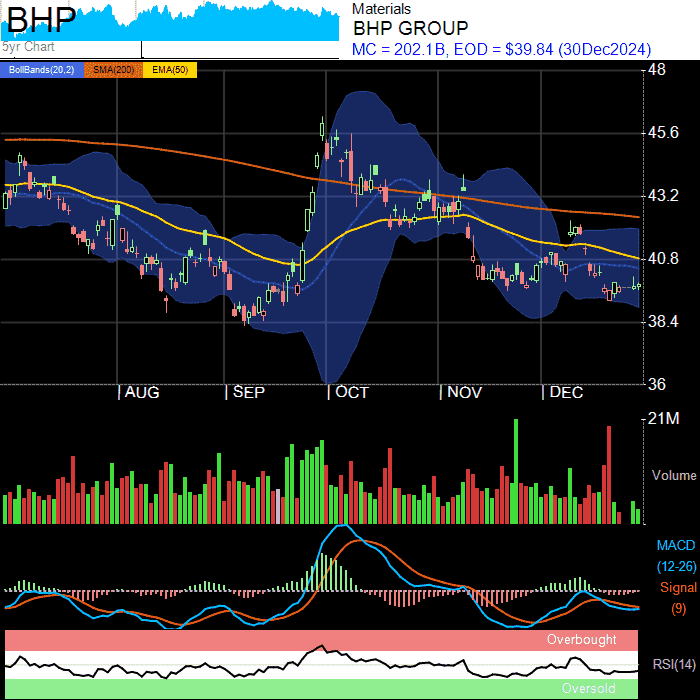 BHP
5yr Chart
Materials
BHP GROUP
MC = 202.1B, EOD = $39.84 (30Dec2024)
BollBands(20,2) SMA(200) EMA(50)
48
45.6
43.2
40.8
38.4
36
AUG SEP OCT NOV DEC
21M
Volume
MACD
(12-26)
Signal
(9)
Overbought
RSI(14)
Oversold